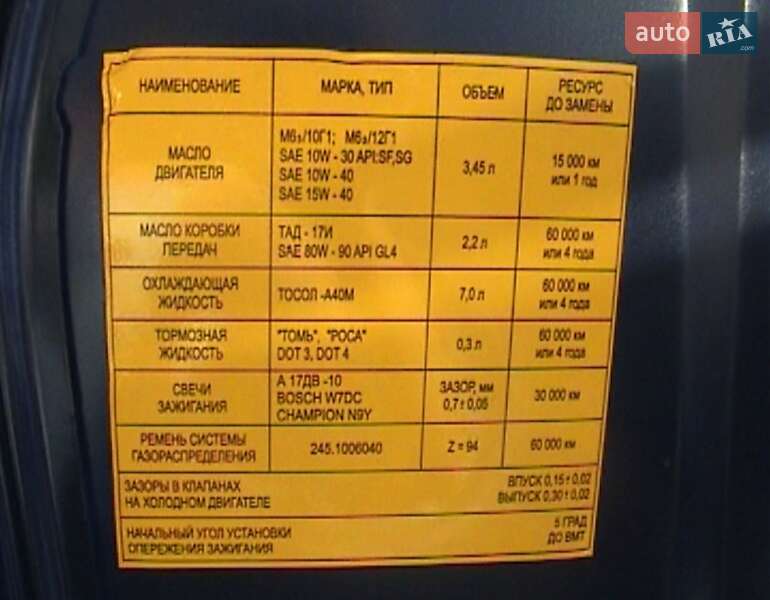 auto RIA .com
НАИМЕНОВАНИЕ
МАРКА, ТИП
ОБЪЕМ
РЕСУРС
ДО ЗАМЕНЫ
МАСЛО
ДВИГАТЕЛЯ
М6₃/10Г1; М6₃/12Г1
SAE 10W - 30 API:SF,SG
SAE 10W - 40
SAE 15W - 40
3,45 л
15 000 км
или 1 год
МАСЛО КОРОБКИ
ПЕРЕДАЧ
ТАД - 17И
SAE 80W - 90 API GL4
2,2 л
60 000 км
или 4 года
ОХЛАЖДАЮЩАЯ
ЖИДКОСТЬ
ТОСОЛ -А40М
7,0 л
60 000 км
или 4 года
ТОРМОЗНАЯ
ЖИДКОСТЬ
"ТОМЬ", "РОСА"
DOT 3, DOT 4
0,3 л
60 000 км
или 4 года
СВЕЧИ
ЗАЖИГАНИЯ
А 17ДВ -10
BOSCH W7DC
CHAMPION N9Y
ЗАЗОР, мм
0,7± 0,05
30 000 км
РЕМЕНЬ СИСТЕМЫ
ГАЗОРАСПРЕДЕЛЕНИЯ
245.1006040
Z = 94
60 000 км
ЗАЗОРЫ В КЛАПАНАХ
НА ХОЛОДНОМ ДВИГАТЕЛЕ
ВПУСК 0,15± 0,02
ВЫПУСК 0,30± 0,02
НАЧАЛЬНЫЙ УГОЛ УСТАНОВКИ
ОПЕРЕЖЕНИЯ ЗАЖИГАНИЯ
5 ГРАД
ДО ВМТ